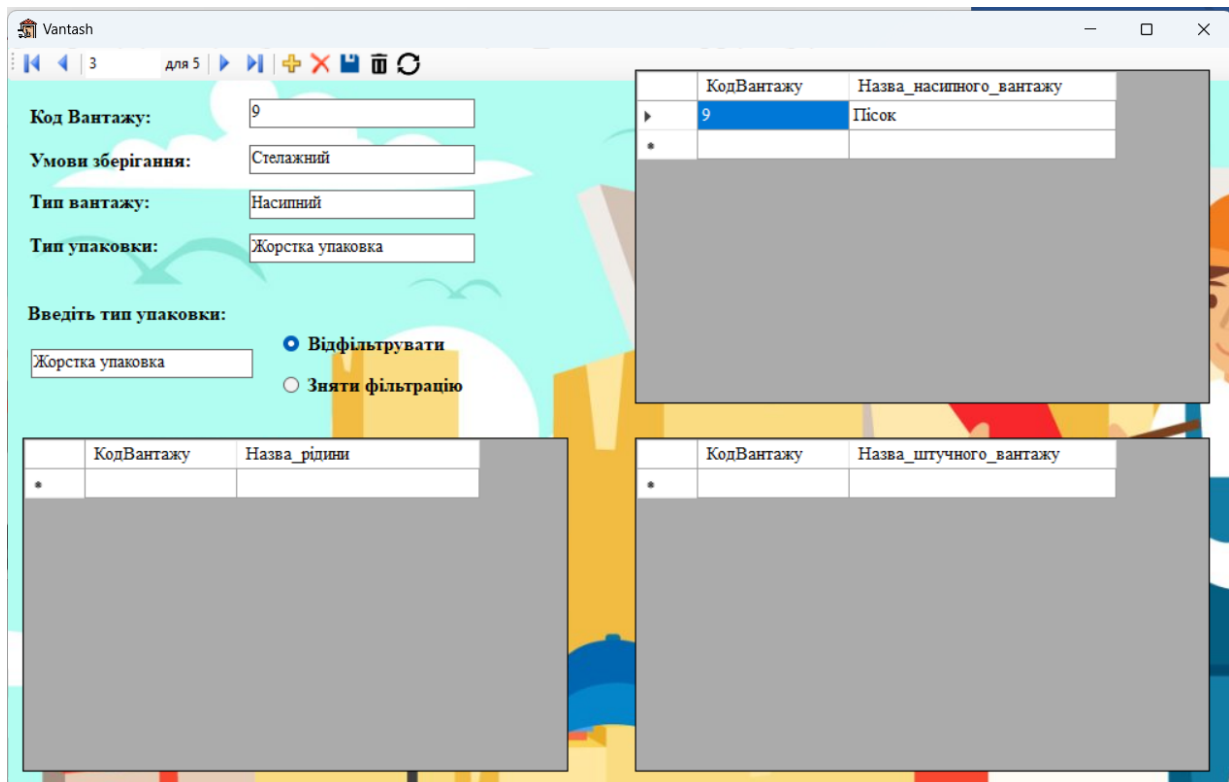 Vantash
3 для 5
Код Вантажу: 9
Умови зберігання: Стелажний
Тип вантажу: Насипний
Тип упаковки: Жорстка упаковка
Введіть тип упаковки:
Жорстка упаковка
Відфільтрувати
Зняти фільтрацію
КодВантажу Назва_насипного_вантажу
9 Пісок
КодВантажу Назва_рідини
КодВантажу Назва_штучного_вантажу